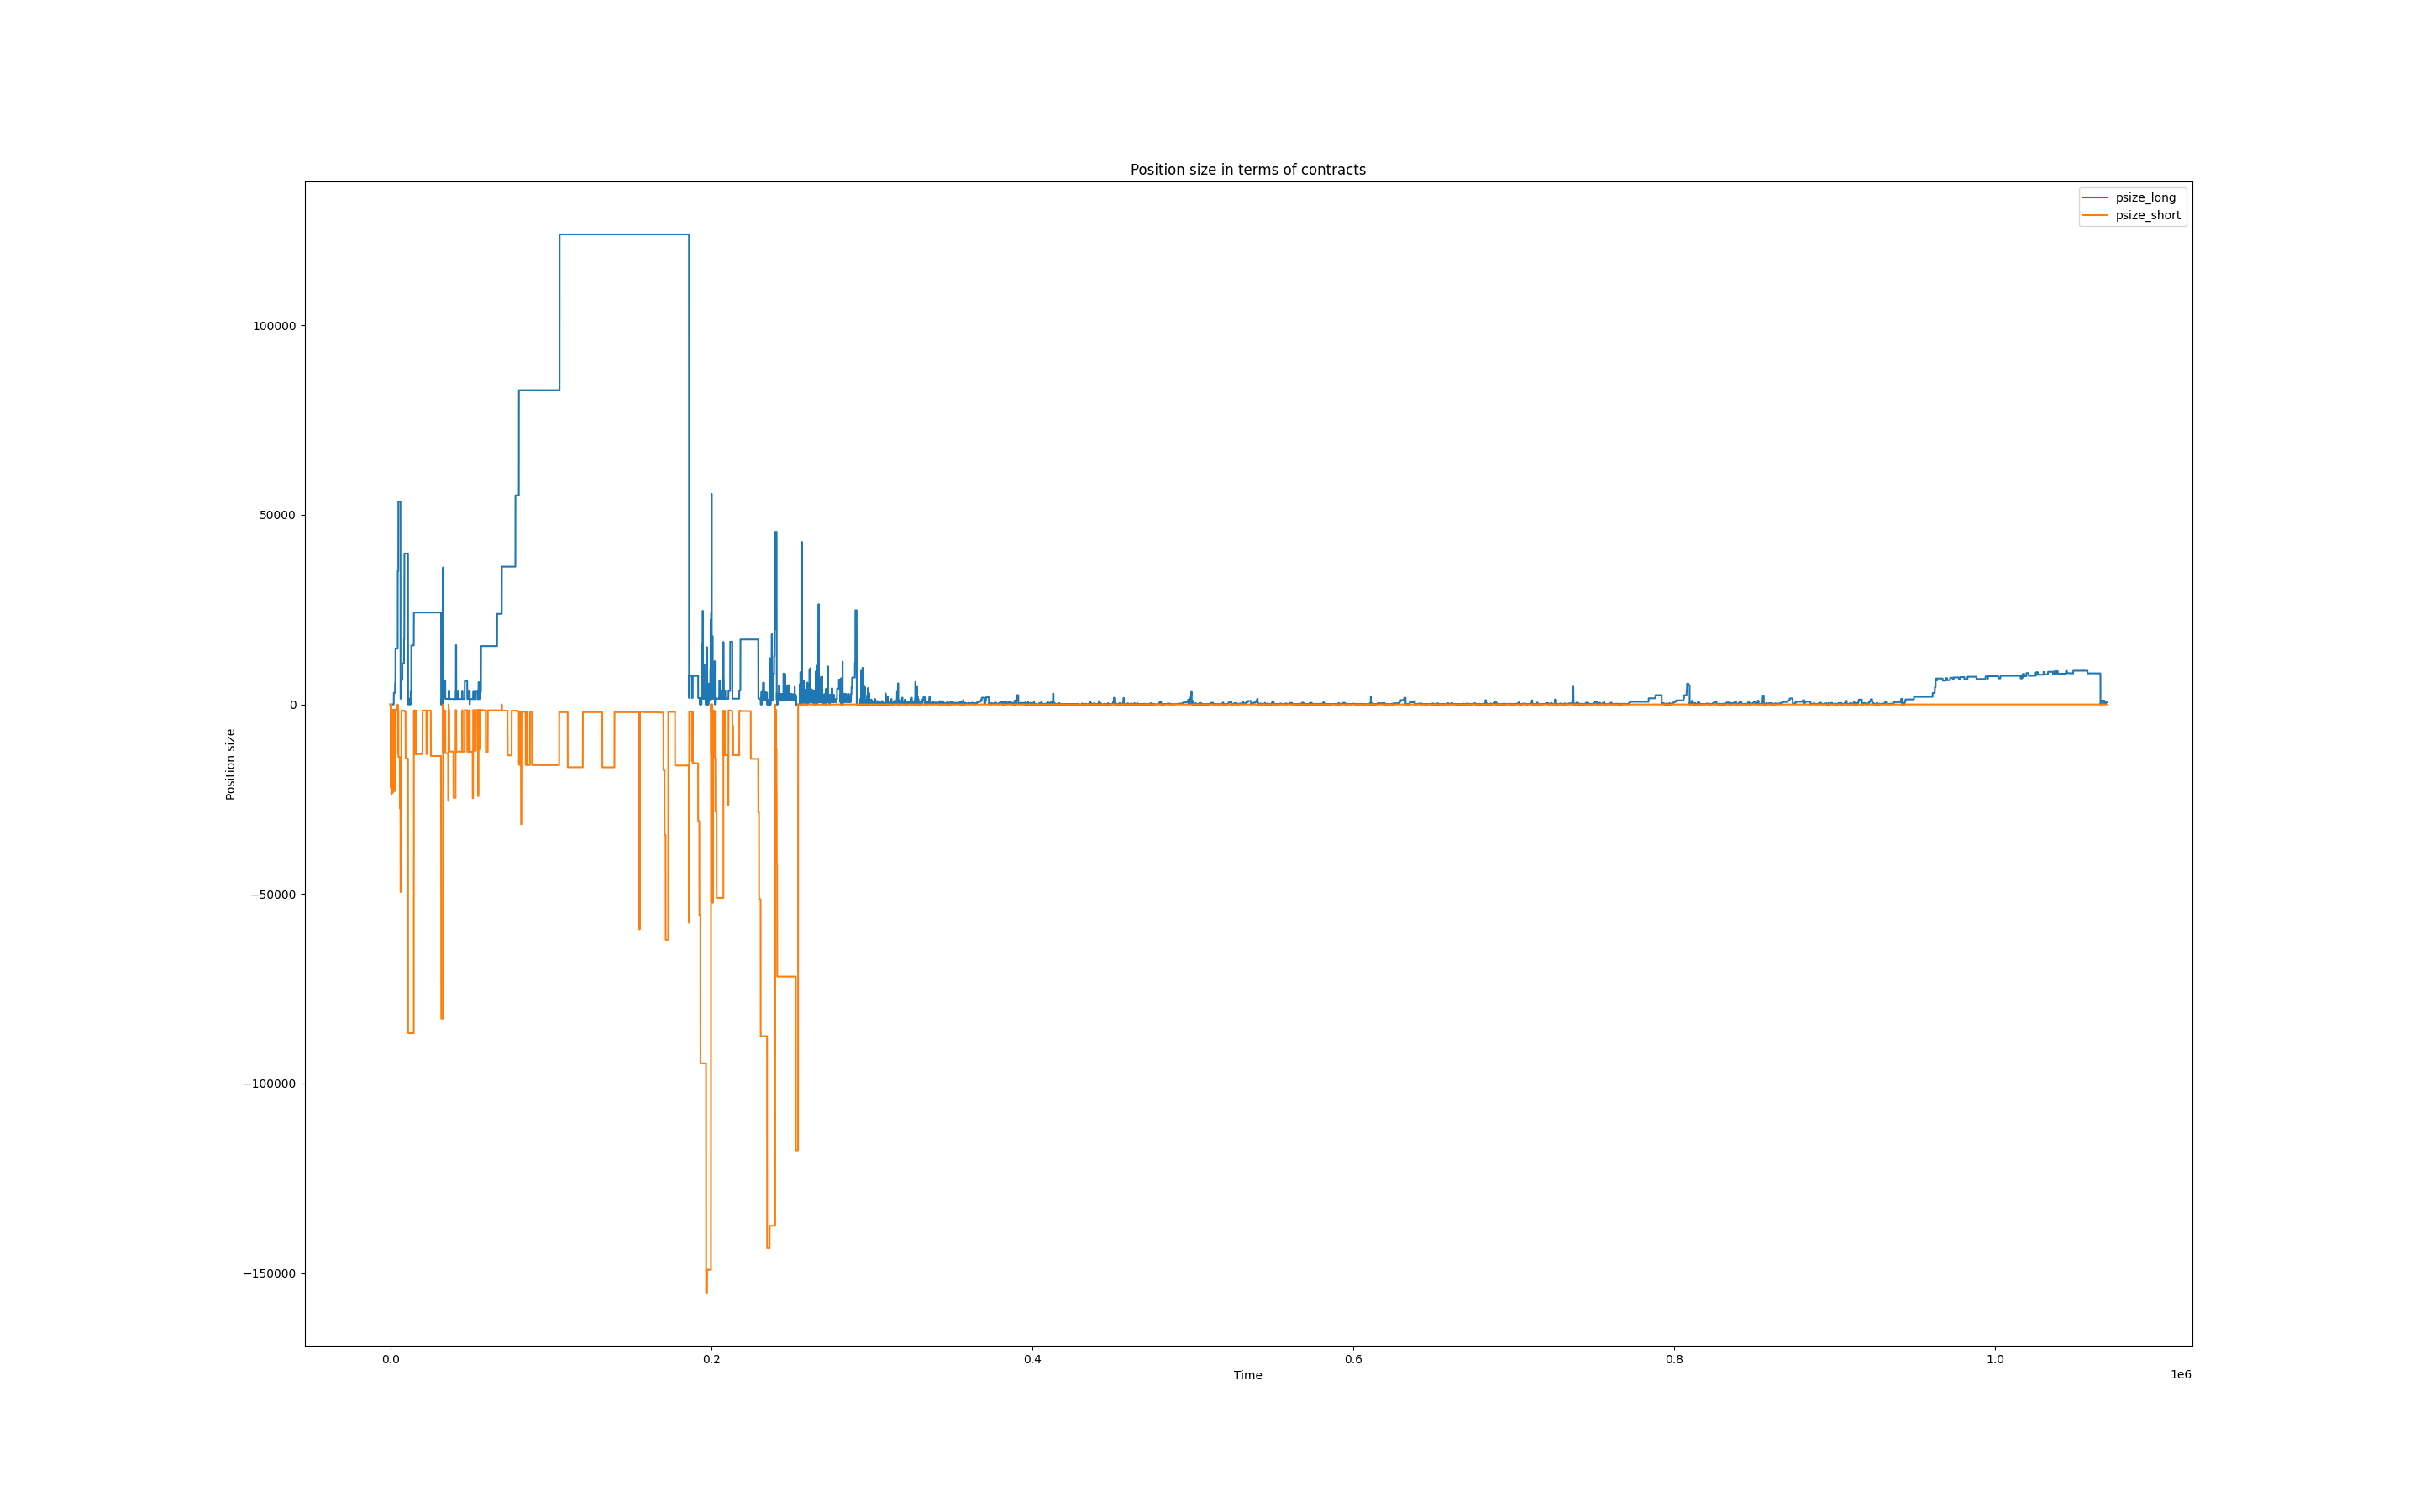 Position size in terms of contracts
psize_long
psize_short
100000
50000
0
−50000
−100000
−150000
Position size
0.0
0.2
0.4
0.6
0.8
1.0
Time
1e6